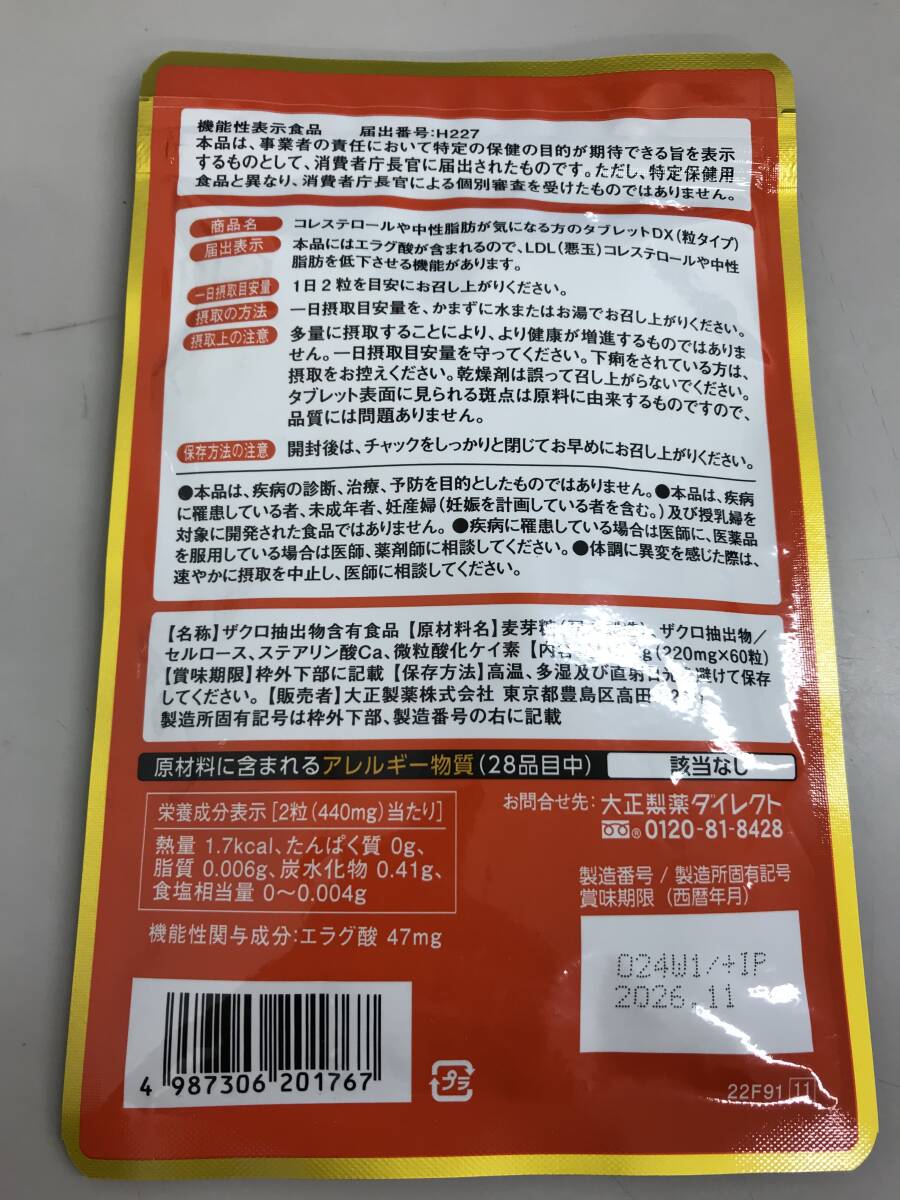 機能性表示食品 届出番号:H227
本品は、事業者の責任において特定の保健の目的が期待できる旨を表示
するものとして、消費者庁長官に届出されたものです。ただし、特定保健用
食品と異なり、消費者庁長官による個別審査を受けたものではありません。
商品名 コレステロールや中性脂肪が気になる方のタブレットDX(粒タイプ)
届出表示 本品にはエラグ酸が含まれるので、LDL(悪玉)コレステロールや中性
脂肪を低下させる機能があります。
一日摂取目安量 1日2粒を目安にお召し上がりください。
摂取の方法 一日摂取目安量を、かまずに水またはお湯でお召し上がりください。
摂取上の注意 多量に摂取することにより、より健康が増進するものではありま
せん。一日摂取目安量を守ってください。下痢をされている方は、
摂取をお控えください。乾燥剤は誤って召し上がらないでください。
タブレット表面に見られる斑点は原料に由来するものですので、
品質には問題ありません。
保存方法の注意 開封後は、チャックをしっかりと閉じてお早めにお召し上がりください。
●本品は、疾病の診断、治療、予防を目的としたものではありません。●本品は、疾病
に罹患している者、未成年者、妊産婦(妊娠を計画している者を含む。)及び授乳婦を
対象に開発された食品ではありません。●疾病に罹患している場合は医師に、医薬品
を服用している場合は医師、薬剤師に相談してください。●体調に異変を感じた際は、
速やかに摂取を中止し、医師に相談してください。
【名称】ザクロ抽出物含有食品【原材料名】麦芽糖 ザクロ抽出物/
セルロース、ステアリン酸Ca、微粒酸化ケイ素【内 g(220mg×60粒)
【賞味期限】枠外下部に記載【保存方法】高温、多湿及び直射 避けて保存
してください。【販売者】大正製薬株式会社 東京都豊島区高田
製造所固有記号は枠外下部、製造番号の右に記載
原材料に含まれるアレルギー物質(28品目中) 該当なし
栄養成分表示[2粒(440mg)当たり]
熱量 1.7kcal、たんぱく質 0g、
脂質 0.006g、炭水化物 0.41g、
食塩相当量 0~0.004g
機能性関与成分:エラグ酸 47mg
お問合せ先:大正製薬ダイレクト
0120-81-8428
製造番号/製造所固有記号
賞味期限(西暦年月)
024W1/+IP
2026.11
4 987306 201767
プラ
22F91 11